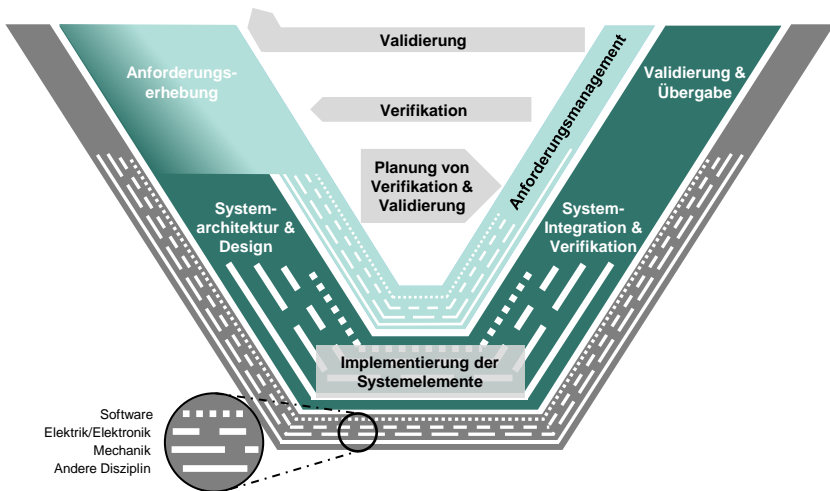 Validierung
Anforderungs-
erhebung
Anforderungsmanagement
Validierung &
Übergabe
Verifikation
Planung von
Verifikation &
Validierung
System-
architektur &
Design
System-
Integration &
Verifikation
Implementierung der
Systemelemente
Software
Elektrik/Elektronik
Mechanik
Andere Disziplin